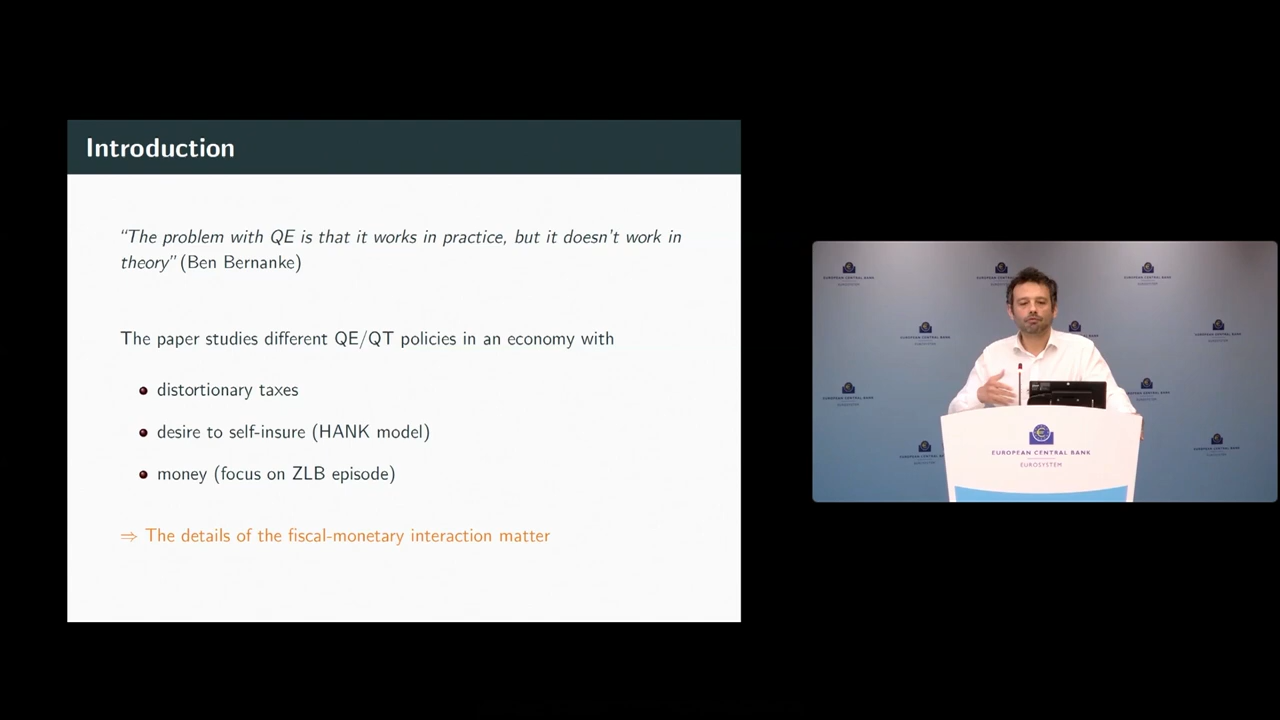 Introduction
“The problem with QE is that it works in practice, but it doesn’t work in
theory” (Ben Bernanke)
The paper studies different QE/QT policies in an economy with
distortionary taxes
desire to self-insure (HANK model)
money (focus on ZLB episode)
⇒ The details of the fiscal-monetary interaction matter
EUROPEAN CENTRAL BANK
EUROSYSTEM